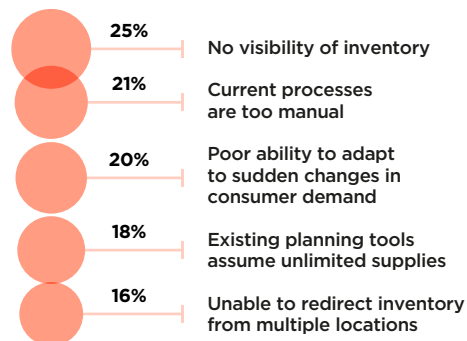 25%
No visibility of inventory
21%
Current processes
are too manual
20%
Poor ability to adapt
to sudden changes in
consumer demand
18%
Existing planning tools
assume unlimited supplies
16%
Unable to redirect inventory
from multiple locations